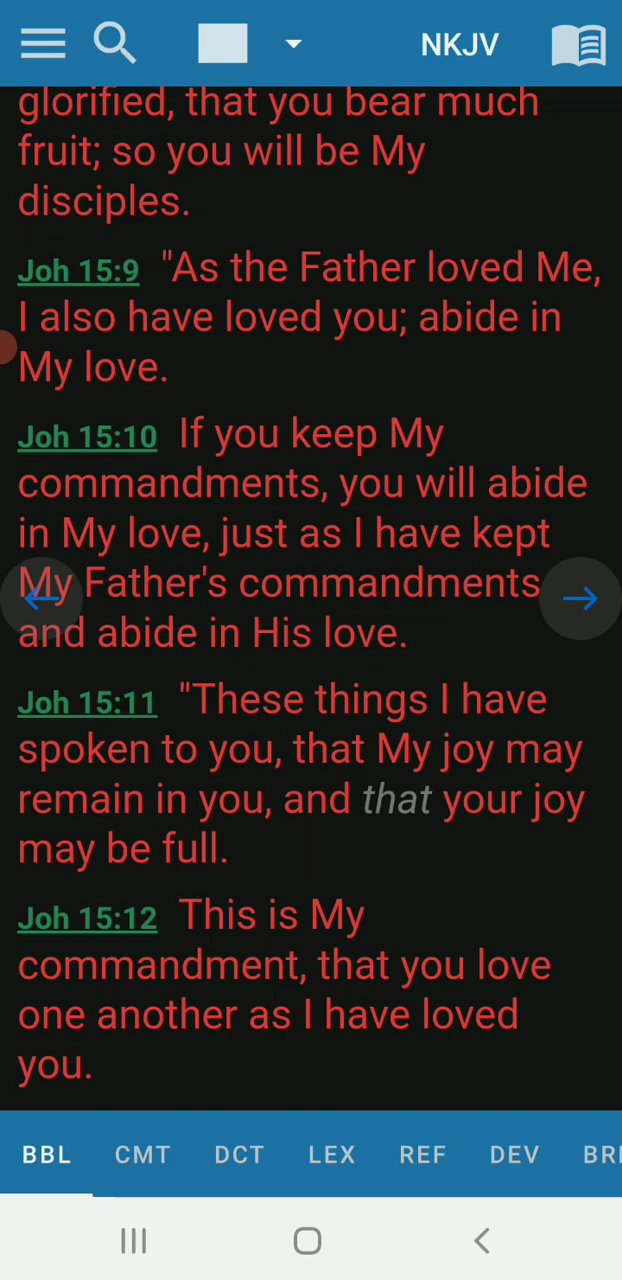 NKJV
glorified, that you bear much
fruit; so you will be My
disciples.
Joh 15:9 "As the Father loved Me,
I also have loved you; abide in
My love.
Joh 15:10 If you keep My
commandments, you will abide
in My love, just as I have kept
My Father's commandments
and abide in His love.
Joh 15:11 "These things I have
spoken to you, that My joy may
remain in you, and that your joy
may be full.
Joh 15:12 This is My
commandment, that you love
one another as I have loved
you.
BBL CMT DCT LEX REF DEV BRI